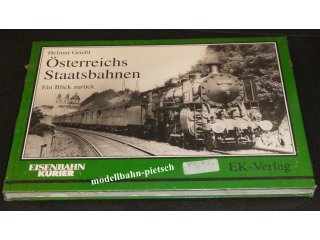 Helmut Griebl
Österreichs
Staatsbahnen
Ein Blick zurück
EISENBAHN
KURIER
modellbahn-pietsch
EK-Verlag